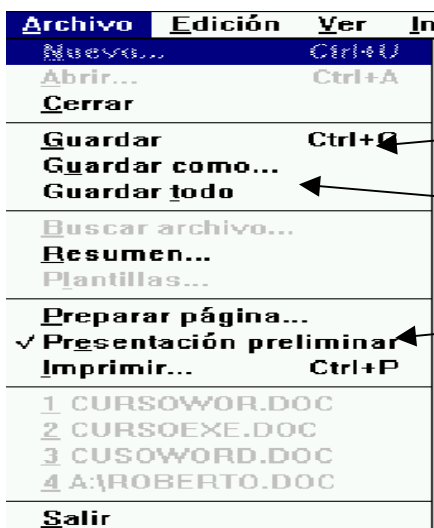 Archivo Edición Ver In
Nuevo... Ctrl+U
Abrir... Ctrl+A
Cerrar
Guardar Ctrl+G
Guardar como...
Guardar todo
Buscar archivo...
Resumen...
Plantillas...
Preparar página...
✓ Presentación preliminar
Imprimir... Ctrl+P
1 CURSOWOR.DOC
2 CURSOEXE.DOC
3 CUSOWORD.DOC
4 A:\ROBERTO.DOC
Salir